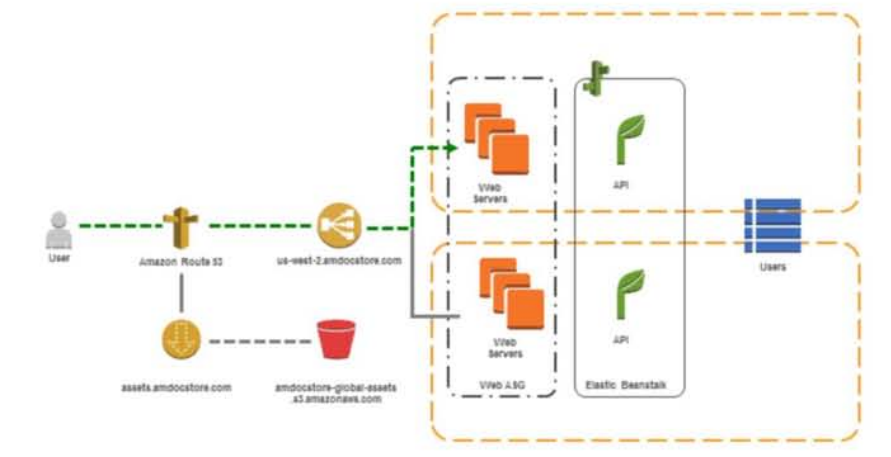 Web
Servers
API
User
Amazon Route 53
us-west-2.amdocstore.com
Users
Web
Servers
API
assets.amdocstore.com
amdocstore-global-assets
.s3.amazonaws.com
Web ASG
Elastic Beanstalk